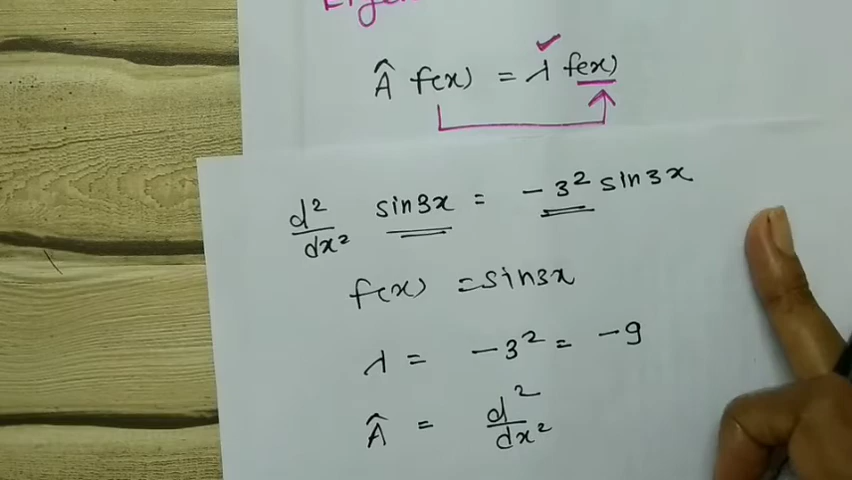 Â f(x) = λ f(x)
d²/dx² sin3x = -3² sin3x
f(x) = sin3x
λ = -3² = -9
Â = d²/dx²